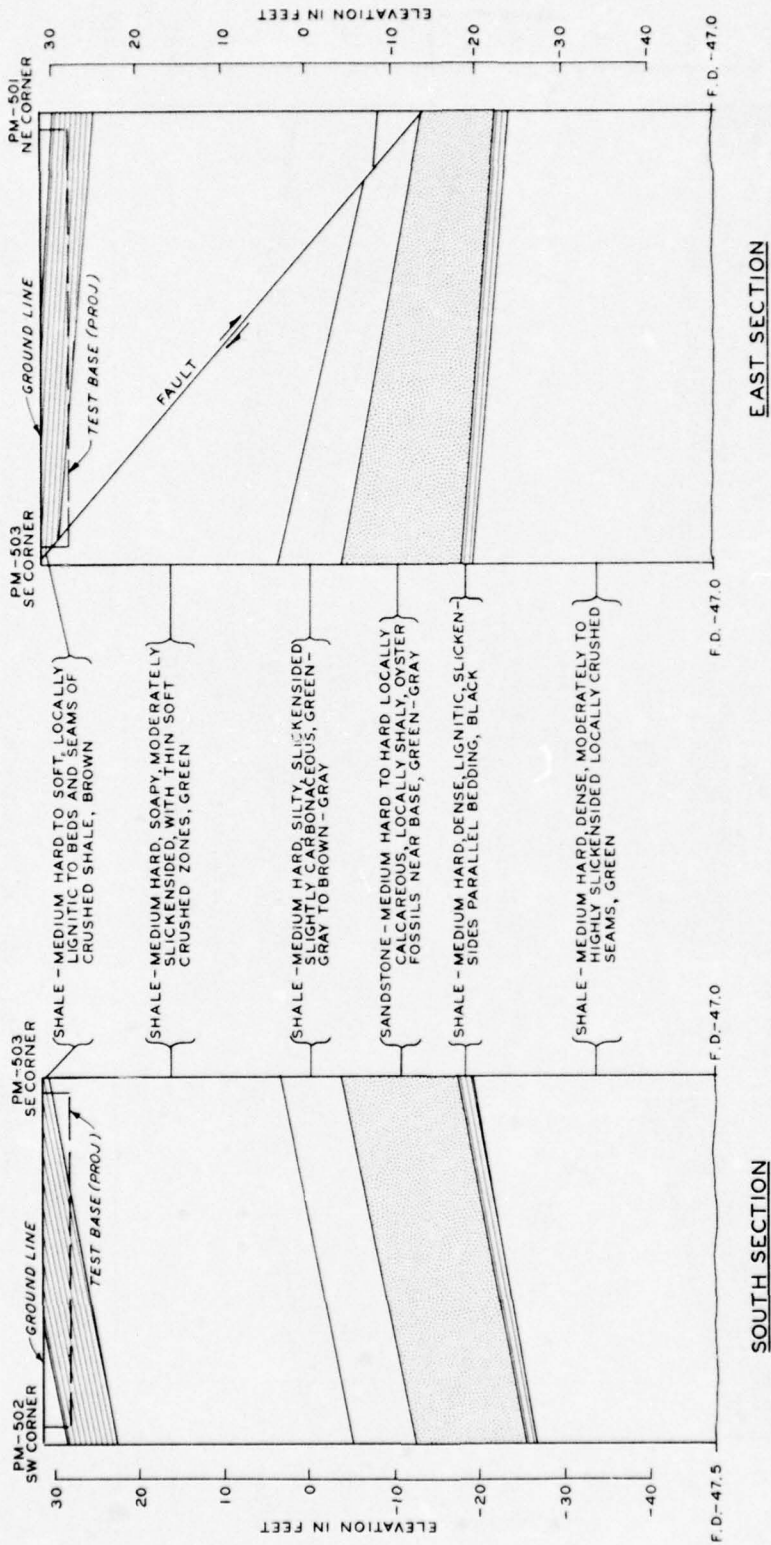 PM-502
SW CORNER
GROUND LINE
PM-503
SE CORNER
TEST BASE (PROJ)
30
20
10
0
-10
-20
-30
-40
ELEVATION IN FEET
F.D.-47.5
F.D.-47.0
SOUTH SECTION
SHALE - MEDIUM HARD TO SOFT, LOCALLY
LIGNITIC TO BEDS AND SEAMS OF
CRUSHED SHALE, BROWN
SHALE - MEDIUM HARD, SOAPY, MODERATELY
SLICKENSIDED, WITH THIN SOFT
CRUSHED ZONES, GREEN
SHALE - MEDIUM HARD, SILTY, SLICKENSIDED
SLIGHTLY CARBONACEOUS, GREEN-
GRAY TO BROWN-GRAY
SANDSTONE - MEDIUM HARD TO HARD LOCALLY
CALCAREOUS, LOCALLY SHALY, OYSTER
FOSSILS NEAR BASE, GREEN-GRAY
SHALE - MEDIUM HARD, DENSE, LIGNITIC, SLICKEN-
SIDES PARALLEL BEDDING, BLACK
SHALE - MEDIUM HARD, DENSE, MODERATELY TO
HIGHLY SLICKENSIDED LOCALLY CRUSHED
SEAMS, GREEN
PM-503
SE CORNER
GROUND LINE
TEST BASE (PROJ)
PM-501
NE CORNER
FAULT
30
20
10
0
-10
-20
-30
-40
ELEVATION IN FEET
F.D.-47.0
F.D.-47.0
EAST SECTION